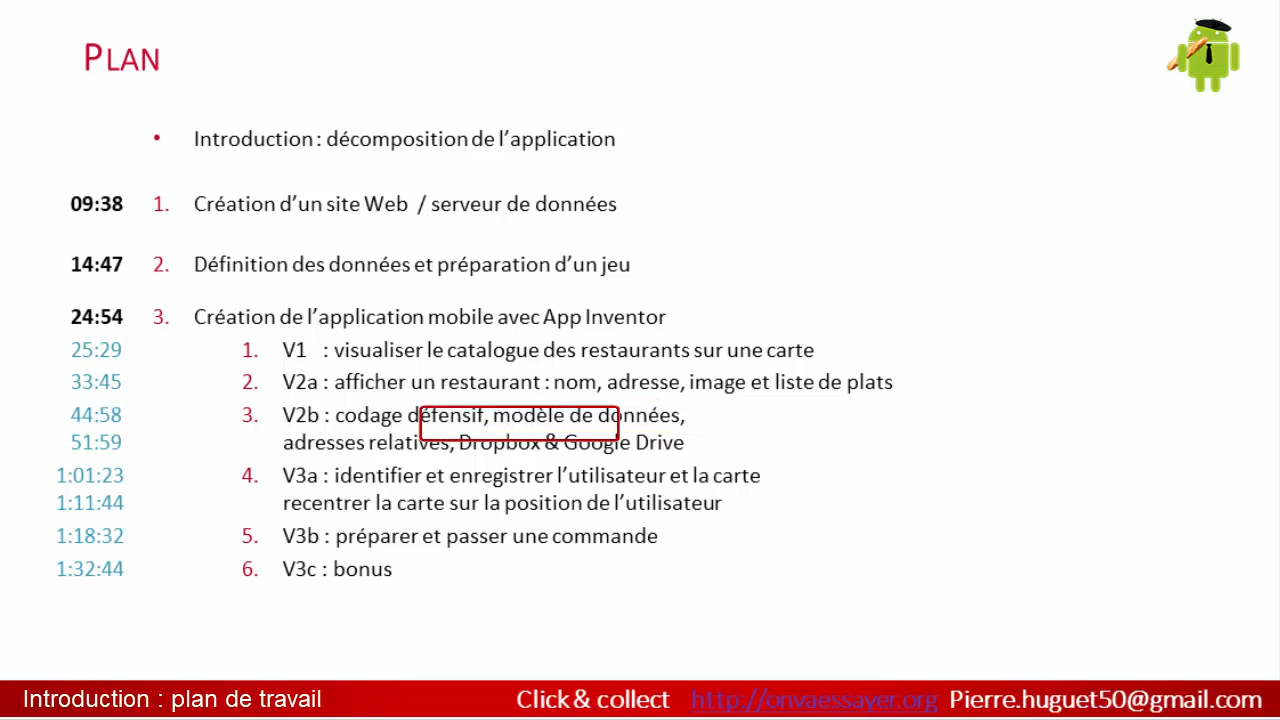 PLAN
• Introduction : décomposition de l'application
09:38 1. Création d'un site Web / serveur de données
14:47 2. Définition des données et préparation d'un jeu
24:54 3. Création de l'application mobile avec App Inventor
25:29 1. V1 : visualiser le catalogue des restaurants sur une carte
33:45 2. V2a : afficher un restaurant : nom, adresse, image et liste de plats
44:58 3. V2b : codage défensif, modèle de données,
51:59 adresses relatives, Dropbox & Google Drive
1:01:23 4. V3a : identifier et enregistrer l'utilisateur et la carte
1:11:44 recentrer la carte sur la position de l'utilisateur
1:18:32 5. V3b : préparer et passer une commande
1:32:44 6. V3c : bonus
Introduction : plan de travail Click & collect http://onvaessayer.org Pierre.huguet50@gmail.com